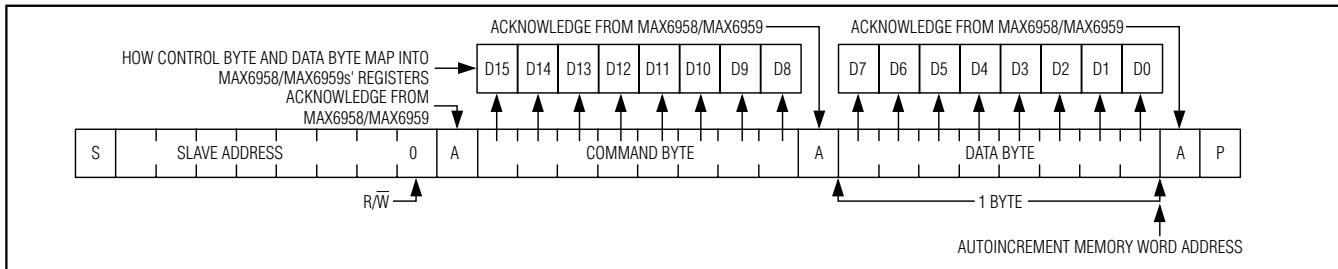 ACKNOWLEDGE FROM MAX6958/MAX6959
ACKNOWLEDGE FROM MAX6958/MAX6959
HOW CONTROL BYTE AND DATA BYTE MAP INTO
MAX6958/MAX6959s' REGISTERS
D15 D14 D13 D12 D11 D10 D9 D8
D7 D6 D5 D4 D3 D2 D1 D0
ACKNOWLEDGE FROM
MAX6958/MAX6959
S SLAVE ADDRESS 0 A COMMAND BYTE A DATA BYTE A P
R/W̅
1 BYTE
AUTOINCREMENT MEMORY WORD ADDRESS